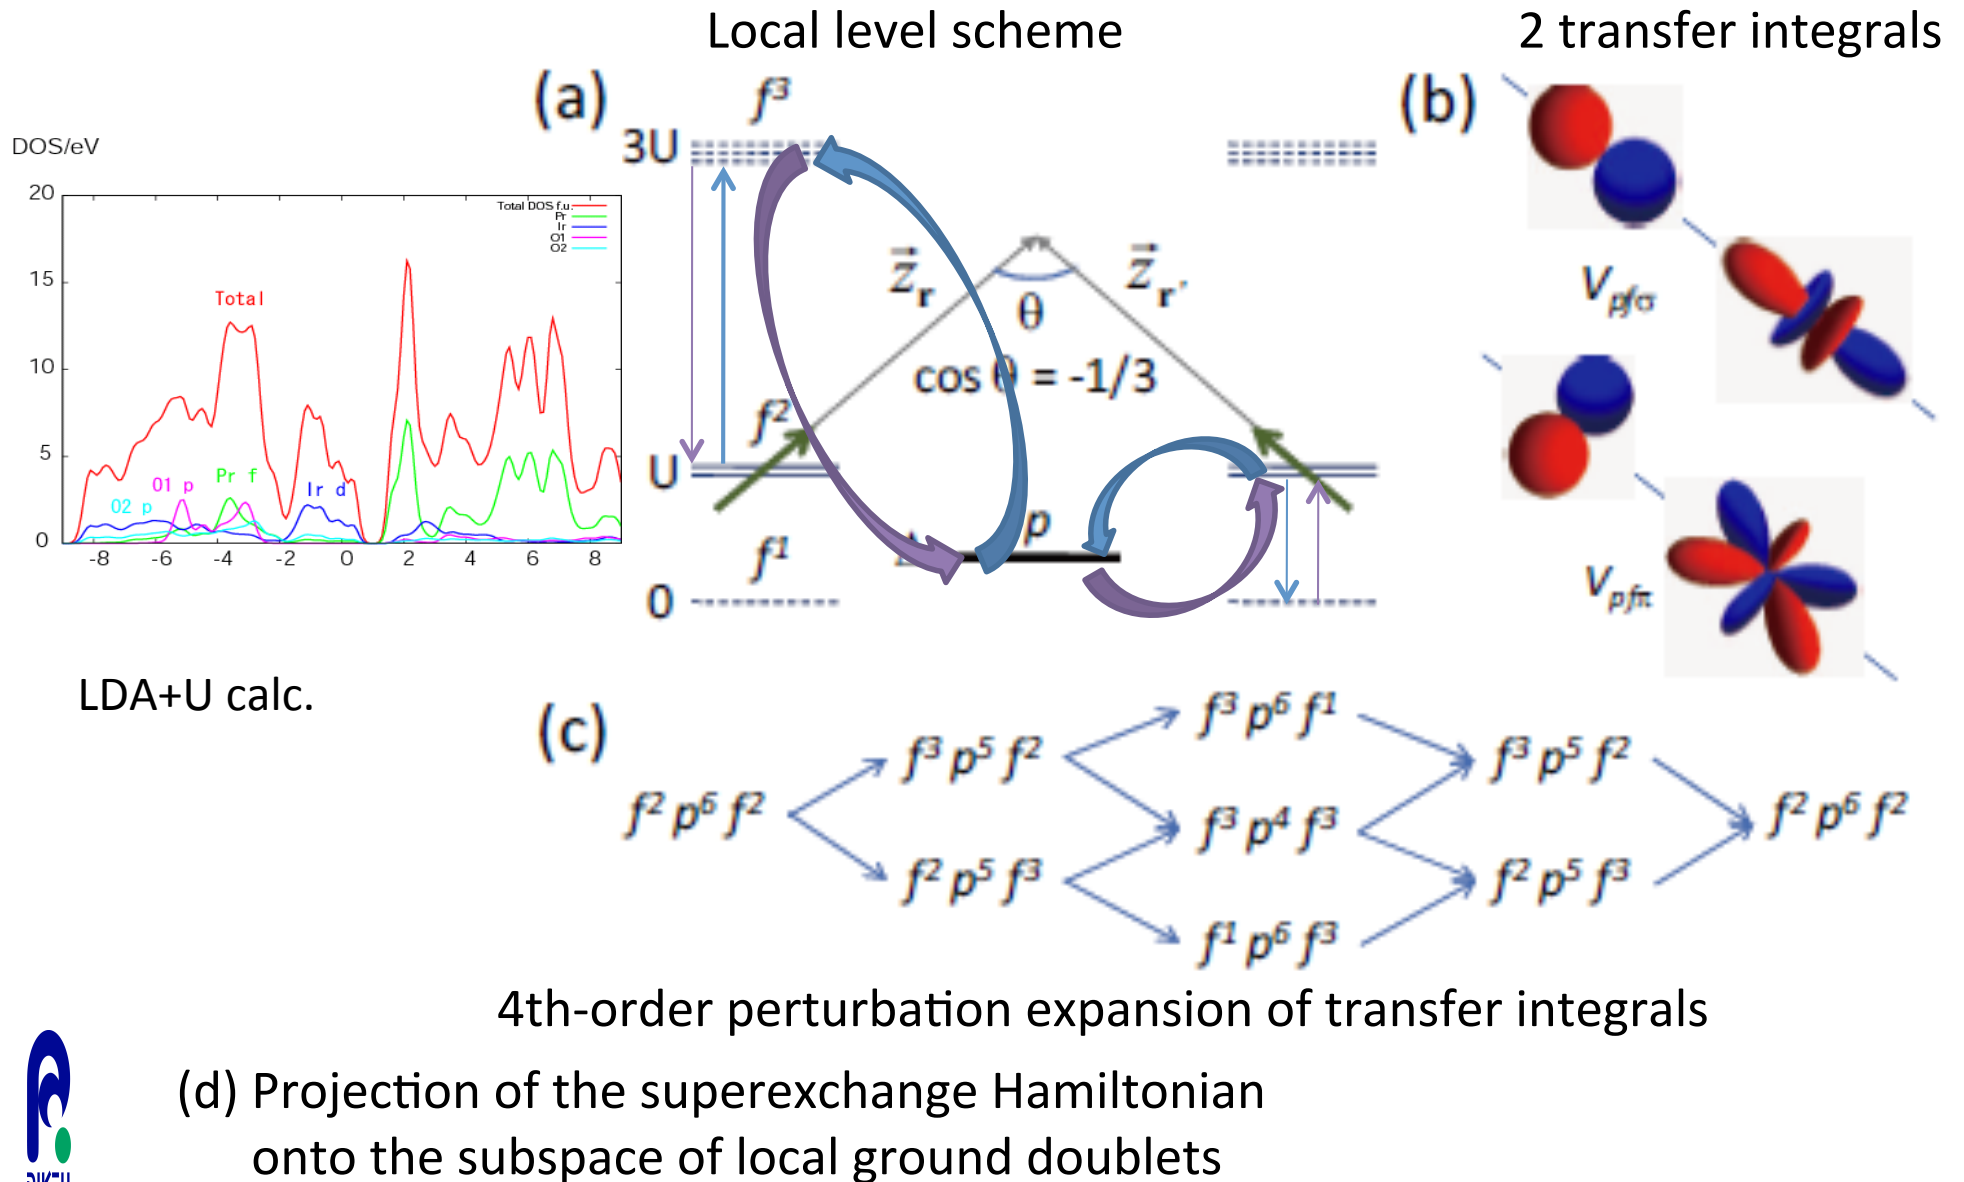 Local level scheme
2 transfer integrals
(a)
f³
3U
(b)
DOS/eV
20
15
10
5
0
-8 -6 -4 -2 0 2 4 6 8
Total DOS f.u.
Pr
Ir
O1
O2
Total
O2 p
O1 p
Pr f
Ir d
LDA+U calc.
z⃗r
z⃗r´
θ
cos θ = -1/3
f²
U
p
Δ
f¹
0
Vpfσ
Vpfπ
(c)
f² p⁶ f²
f³ p⁵ f²
f² p⁵ f³
f³ p⁶ f¹
f³ p⁴ f³
f¹ p⁶ f³
f³ p⁵ f²
f² p⁵ f³
f² p⁶ f²
4th-order perturbation expansion of transfer integrals
(d) Projection of the superexchange Hamiltonian
onto the subspace of local ground doublets